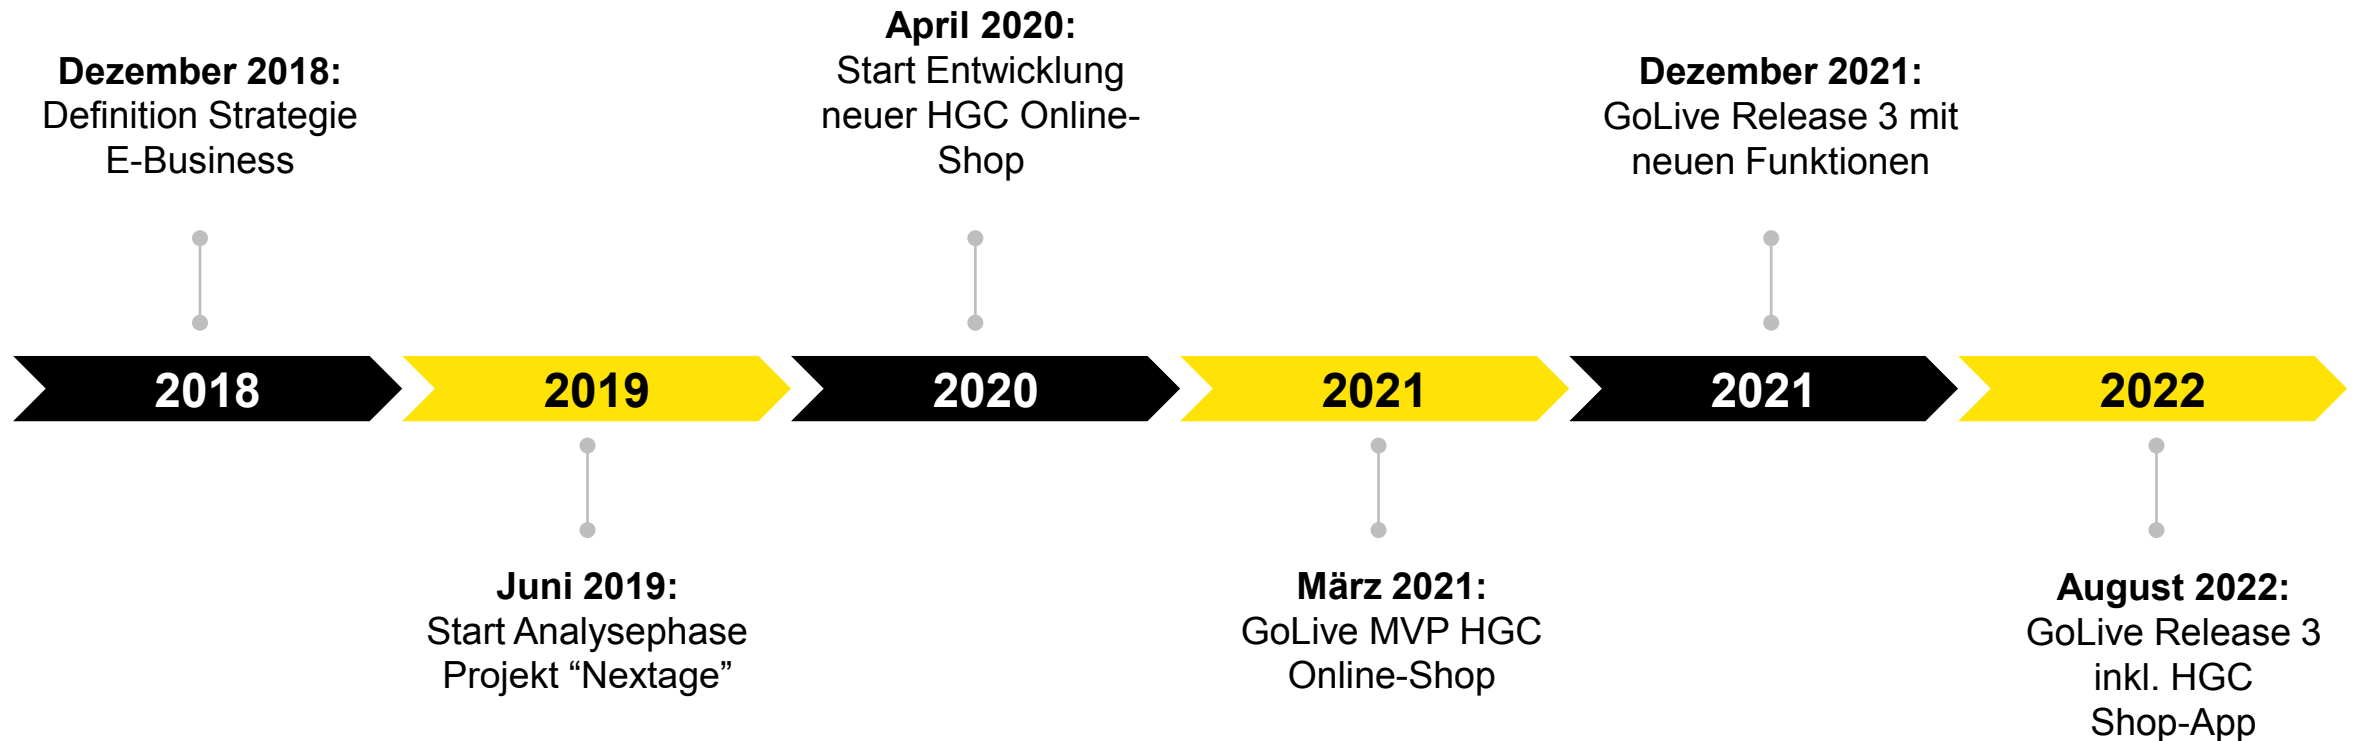 April 2020:
Start Entwicklung
neuer HGC Online-
Shop
Dezember 2018:
Definition Strategie
E-Business
Dezember 2021:
GoLive Release 3 mit
neuen Funktionen
2018
2019
2020
2021
2021
2022
Juni 2019:
Start Analysephase
Projekt “Nextage”
März 2021:
GoLive MVP HGC
Online-Shop
August 2022:
GoLive Release 3
inkl. HGC
Shop-App